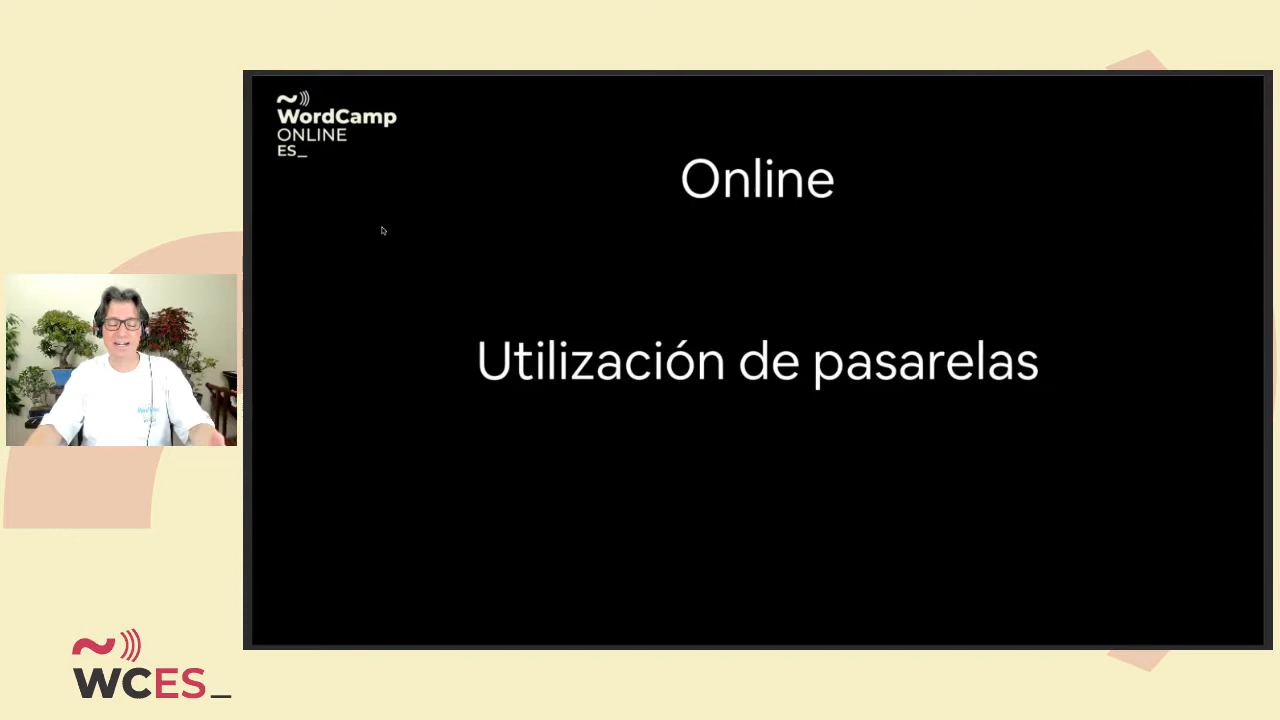 WordCamp
ONLINE
ES_
Online
Utilización de pasarelas
WCES_